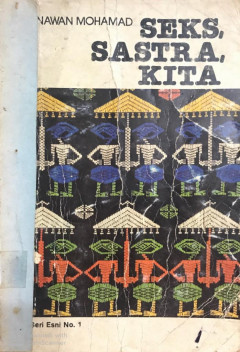 NAWAN MOHAMAD
SEKS,
SASTRA,
KITA
Seri Esni No. 1